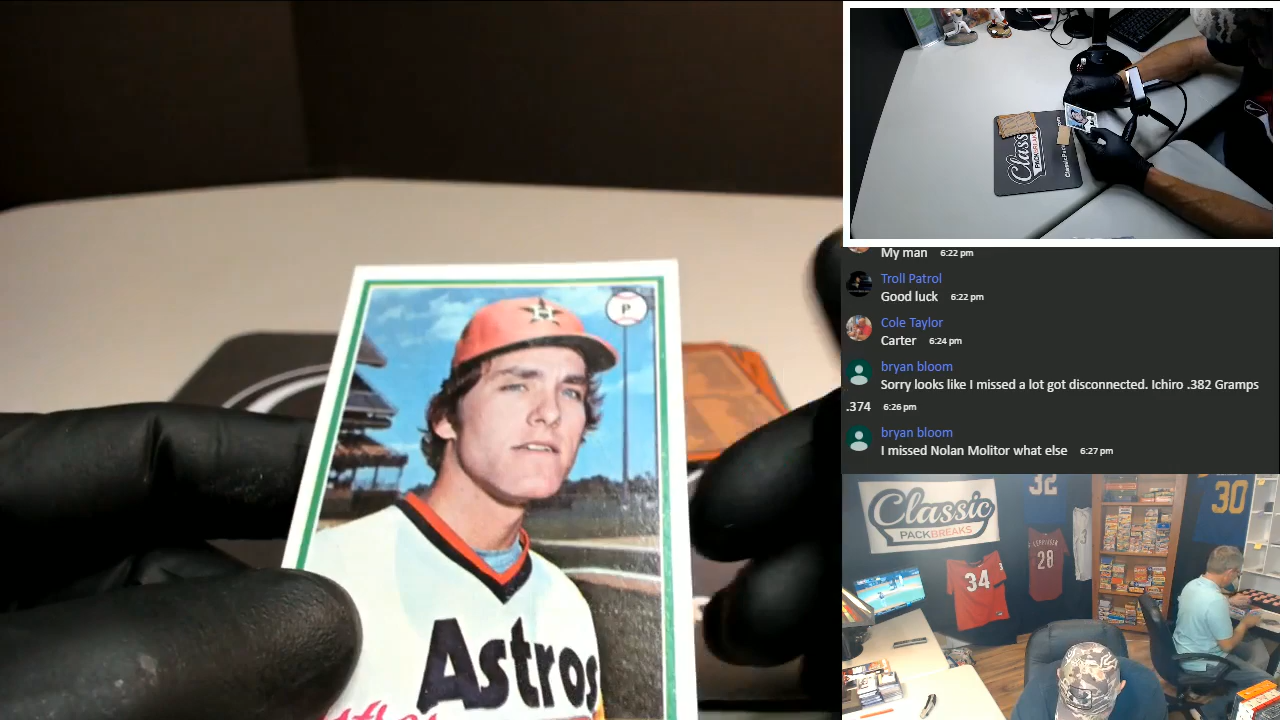 P
H
Astros
My man 6:22 pm
Troll Patrol
Good luck 6:22 pm
Cole Taylor
Carter 6:24 pm
bryan bloom
Sorry looks like I missed a lot got disconnected. Ichiro .382 Gramps
.374 6:26 pm
bryan bloom
I missed Nolan Molitor what else 6:27 pm
Classic
PACKBREAKS
32
30
28
34
3